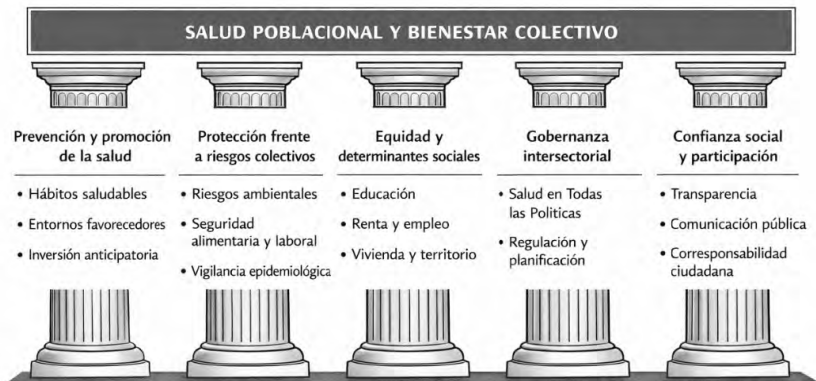 SALUD POBLACIONAL Y BIENESTAR COLECTIVO
Prevención y promoción
de la salud
• Hábitos saludables
• Entornos favorecedores
• Inversión anticipatoria
Protección frente
a riesgos colectivos
• Riesgos ambientales
• Seguridad
alimentaria y laboral
• Vigilancia epidemiológica
Equidad y
determinantes sociales
• Educación
• Renta y empleo
• Vivienda y territorio
Gobernanza
intersectorial
• Salud en Todas
las Politicas
• Regulación y
planificación
Confianza social
y participación
• Transparencia
• Comunicación pública
• Corresponsabilidad
ciudadana